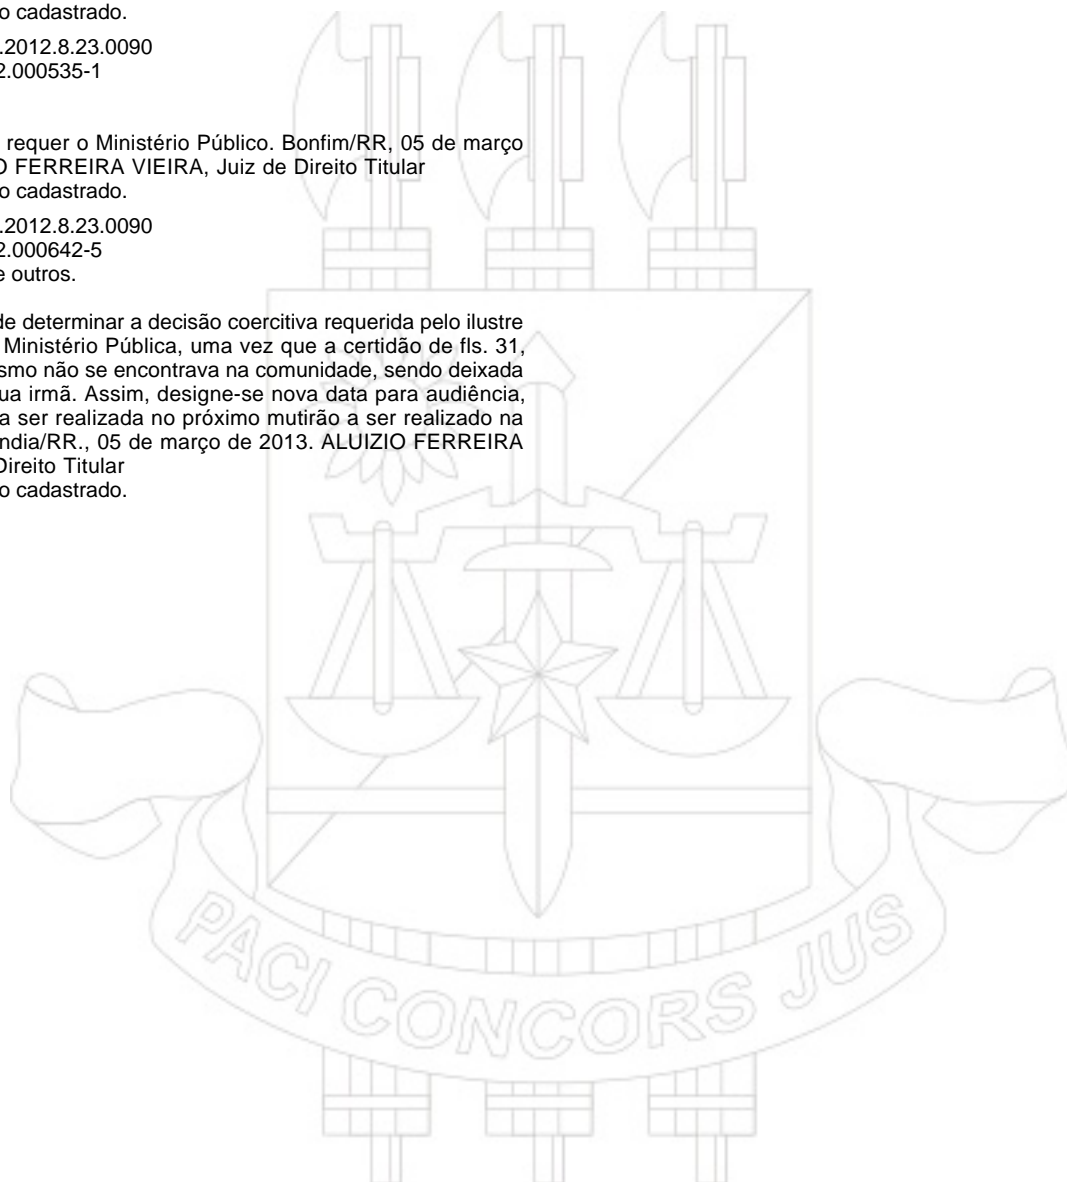 o cadastrado.
.2012.8.23.0090
2.000535-1
requer o Ministério Público. Bonfim/RR, 05 de março
O FERREIRA VIEIRA, Juiz de Direito Titular
o cadastrado.
.2012.8.23.0090
2.000642-5
e outros.
de determinar a decisão coercitiva requerida pelo ilustre
Ministério Pública, uma vez que a certidão de fls. 31,
smo não se encontrava na comunidade, sendo deixada
ua irmã. Assim, designe-se nova data para audiência,
a ser realizada no próximo mutirão a ser realizado na
ndia/RR., 05 de março de 2013. ALUIZIO FERREIRA
Direito Titular
o cadastrado.
PACI CONCORS JUS